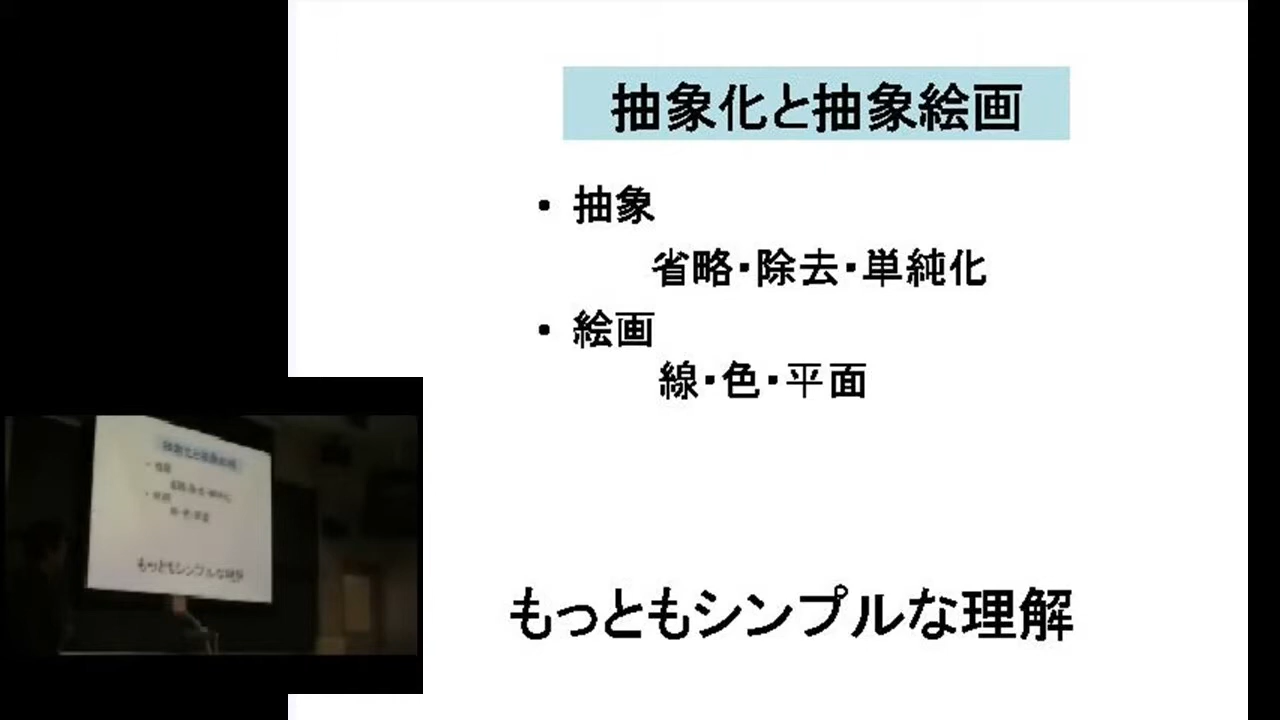 抽象化と抽象絵画
・ 抽象
省略・除去・単純化
・ 絵画
線・色・平面
もっともシンプルな理解